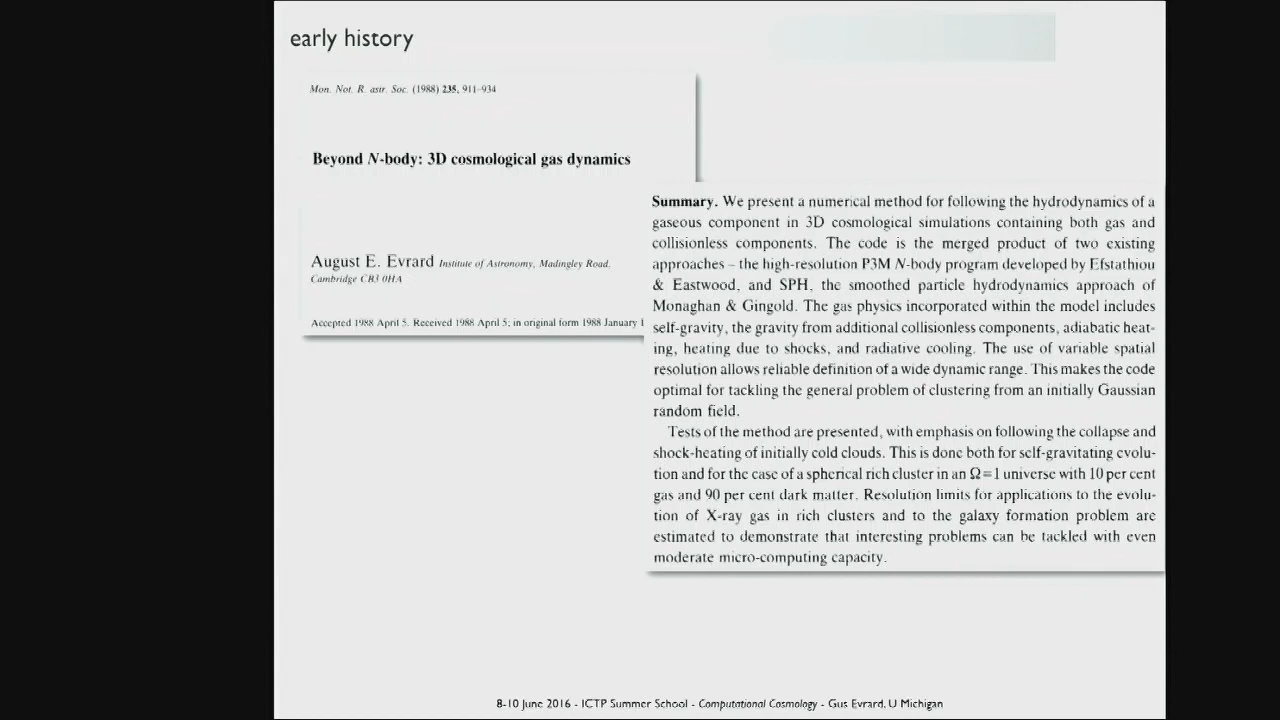 early history
Mon. Not. R. astr. Soc. (1988) 235, 911–934
Beyond N-body: 3D cosmological gas dynamics
August E. Evrard Institute of Astronomy, Madingley Road,
Cambridge CB3 0HA
Accepted 1988 April 5. Received 1988 April 5; in original form 1988 January
Summary. We present a numerical method for following the hydrodynamics of a
gaseous component in 3D cosmological simulations containing both gas and
collisionless components. The code is the merged product of two existing
approaches – the high-resolution P3M N-body program developed by Efstathiou
& Eastwood, and SPH, the smoothed particle hydrodynamics approach of
Monaghan & Gingold. The gas physics incorporated within the model includes
self-gravity, the gravity from additional collisionless components, adiabatic heat-
ing, heating due to shocks, and radiative cooling. The use of variable spatial
resolution allows reliable definition of a wide dynamic range. This makes the code
optimal for tackling the general problem of clustering from an initially Gaussian
random field.
Tests of the method are presented, with emphasis on following the collapse and
shock-heating of initially cold clouds. This is done both for self-gravitating evolu-
tion and for the case of a spherical rich cluster in an Ω=1 universe with 10 per cent
gas and 90 per cent dark matter. Resolution limits for applications to the evolu-
tion of X-ray gas in rich clusters and to the galaxy formation problem are
estimated to demonstrate that interesting problems can be tackled with even
moderate micro-computing capacity.
8-10 June 2016 - ICTP Summer School - Computational Cosmology - Gus Evrard, U Michigan